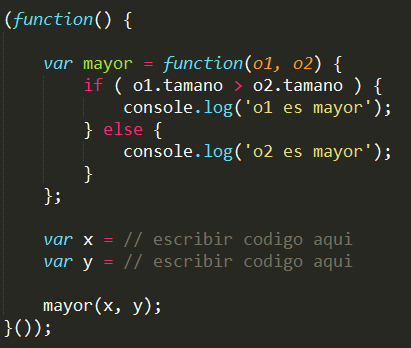 (function() {
var mayor = function(o1, o2) {
if ( o1.tamano > o2.tamano ) {
console.log('o1 es mayor');
} else {
console.log('o2 es mayor');
}
};
var x = // escribir codigo aqui
var y = // escribir codigo aqui
mayor(x, y);
}());